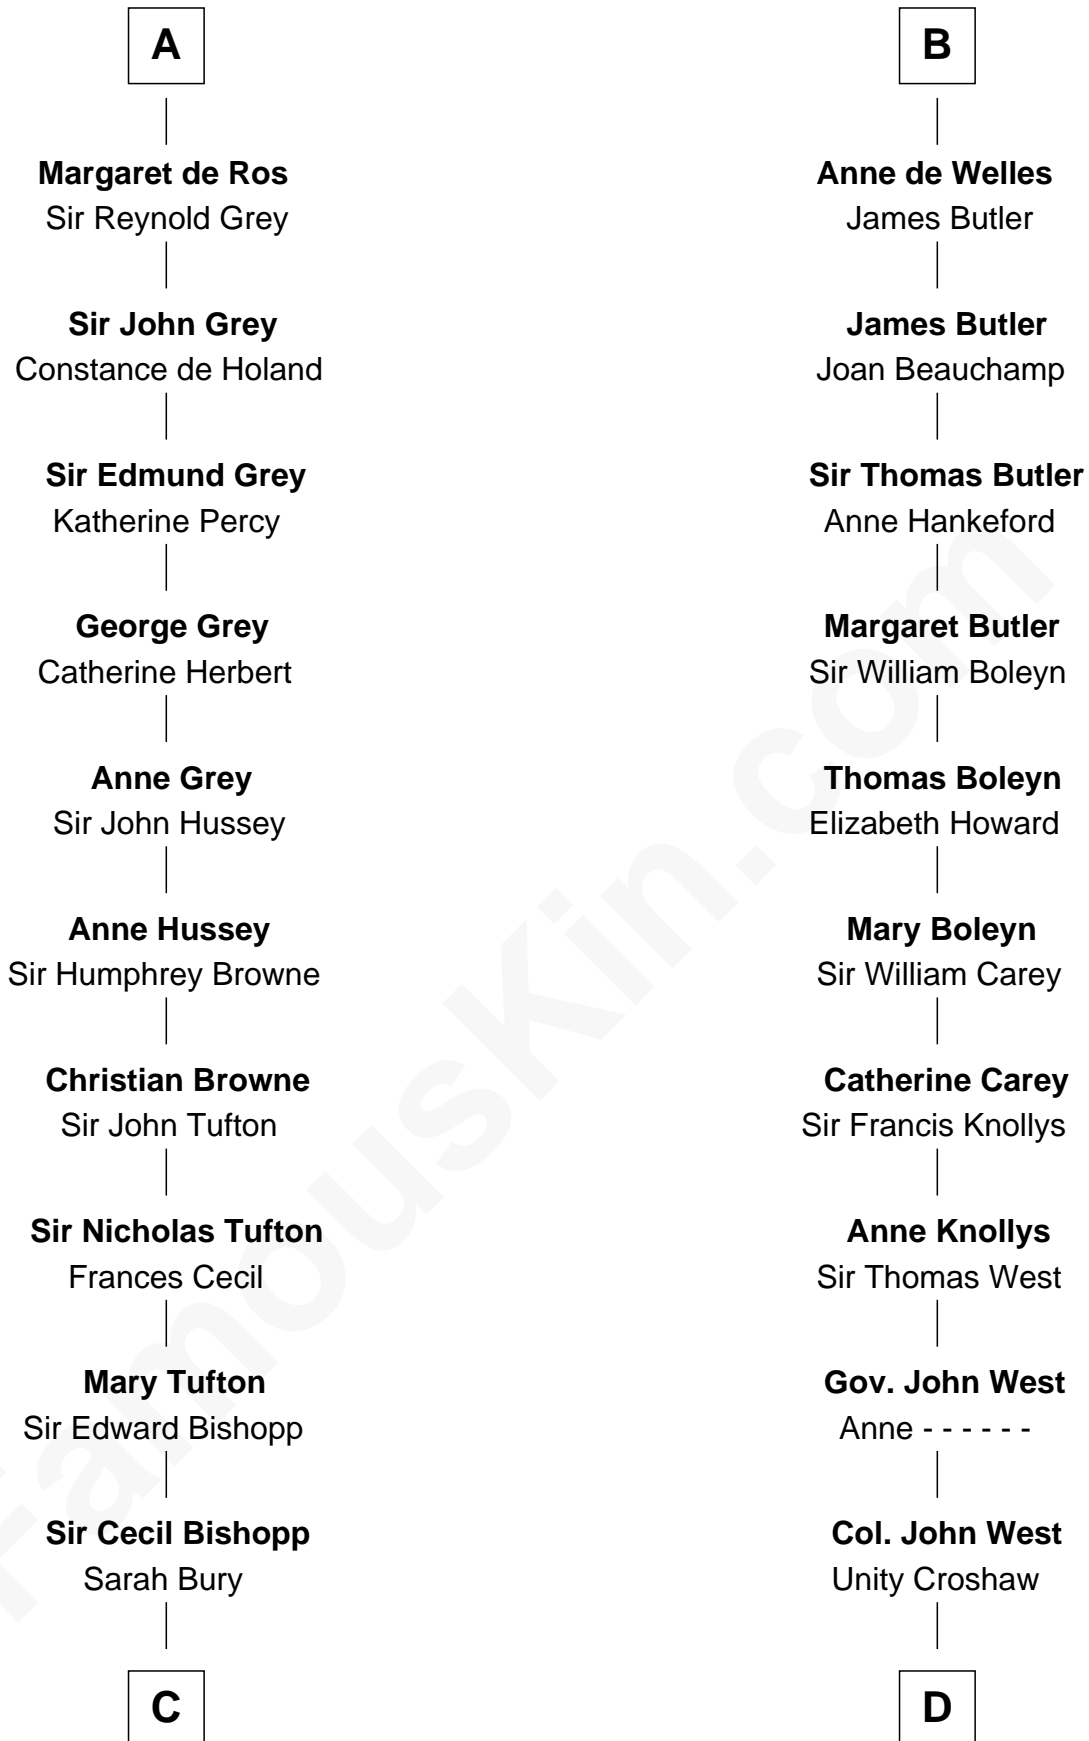 A
Margaret de Ros
Sir Reynold Grey
Sir John Grey
Constance de Holand
Sir Edmund Grey
Katherine Percy
George Grey
Catherine Herbert
Anne Grey
Sir John Hussey
Anne Hussey
Sir Humphrey Browne
Christian Browne
Sir John Tufton
Sir Nicholas Tufton
Frances Cecil
Mary Tufton
Sir Edward Bishopp
Sir Cecil Bishopp
Sarah Bury
C
B
Anne de Welles
James Butler
James Butler
Joan Beauchamp
Sir Thomas Butler
Anne Hankeford
Margaret Butler
Sir William Boleyn
Thomas Boleyn
Elizabeth Howard
Mary Boleyn
Sir William Carey
Catherine Carey
Sir Francis Knollys
Anne Knollys
Sir Thomas West
Gov. John West
Anne - - - - - -
Col. John West
Unity Croshaw
D
FamousKin.com